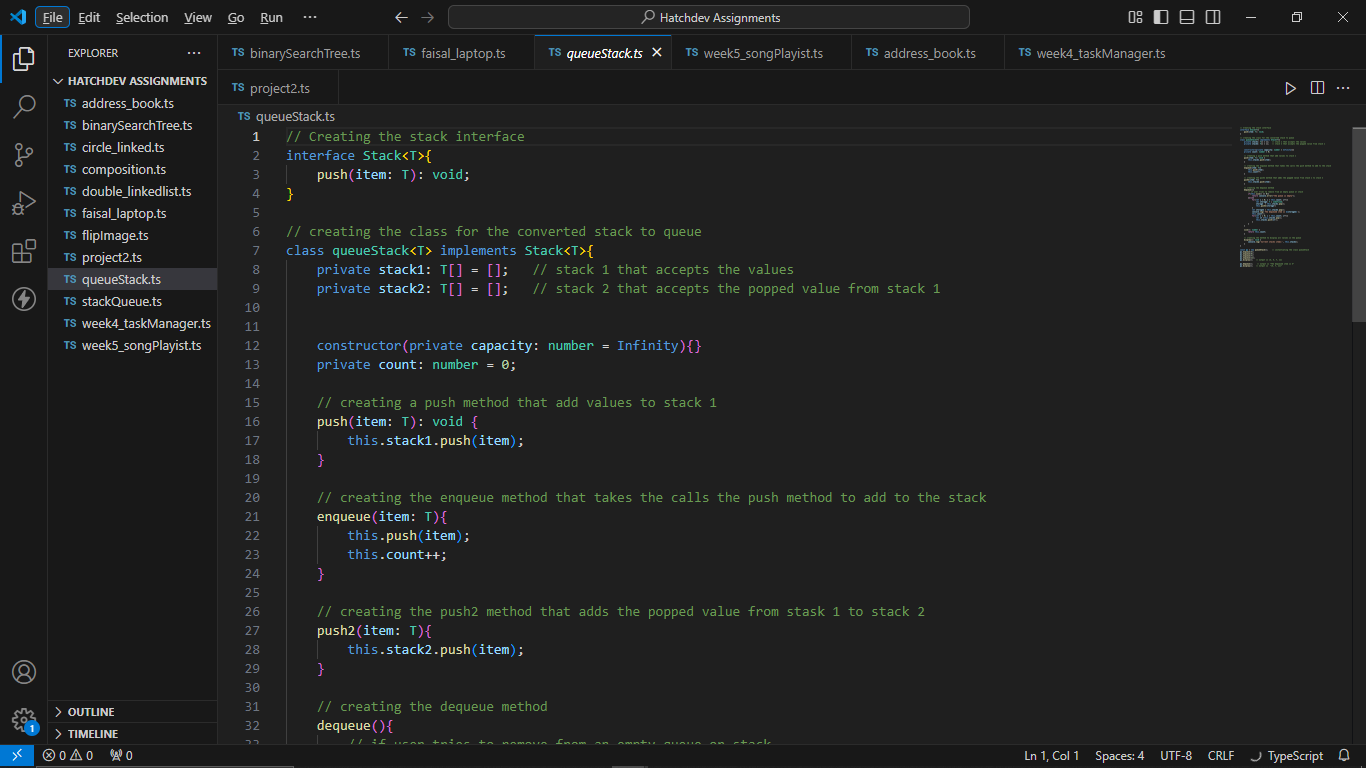 File Edit Selection View Go Run ···
Hatchdev Assignments
EXPLORER ···
HATCHDEV ASSIGNMENTS
TS address_book.ts
TS binarySearchTree.ts
TS circle_linked.ts
TS composition.ts
TS double_linkedlist.ts
TS faisal_laptop.ts
TS flipImage.ts
TS project2.ts
TS queueStack.ts
TS stackQueue.ts
TS week4_taskManager.ts
TS week5_songPlayist.ts
OUTLINE
TIMELINE
1
TS binarySearchTree.ts
TS faisal_laptop.ts
TS queueStack.ts
TS week5_songPlayist.ts
TS address_book.ts
TS week4_taskManager.ts
TS project2.ts
TS queueStack.ts
1 // Creating the stack interface
2 interface Stack<T>{
3 push(item: T): void;
4 }
5
6 // creating the class for the converted stack to queue
7 class queueStack<T> implements Stack<T>{
8 private stack1: T[] = []; // stack 1 that accepts the values
9 private stack2: T[] = []; // stack 2 that accepts the popped value from stack 1
10
11
12 constructor(private capacity: number = Infinity){}
13 private count: number = 0;
14
15 // creating a push method that add values to stack 1
16 push(item: T): void {
17 this.stack1.push(item);
18 }
19
20 // creating the enqueue method that takes the calls the push method to add to the stack
21 enqueue(item: T){
22 this.push(item);
23 this.count++;
24 }
25
26 // creating the push2 method that adds the popped value from stask 1 to stack 2
27 push2(item: T){
28 this.stack2.push(item);
29 }
30
31 // creating the dequeue method
32 dequeue(){
33 // if user tries to remove from an empty queue or stack
0 0 0
Ln 1, Col 1 Spaces: 4 UTF-8 CRLF TypeScript